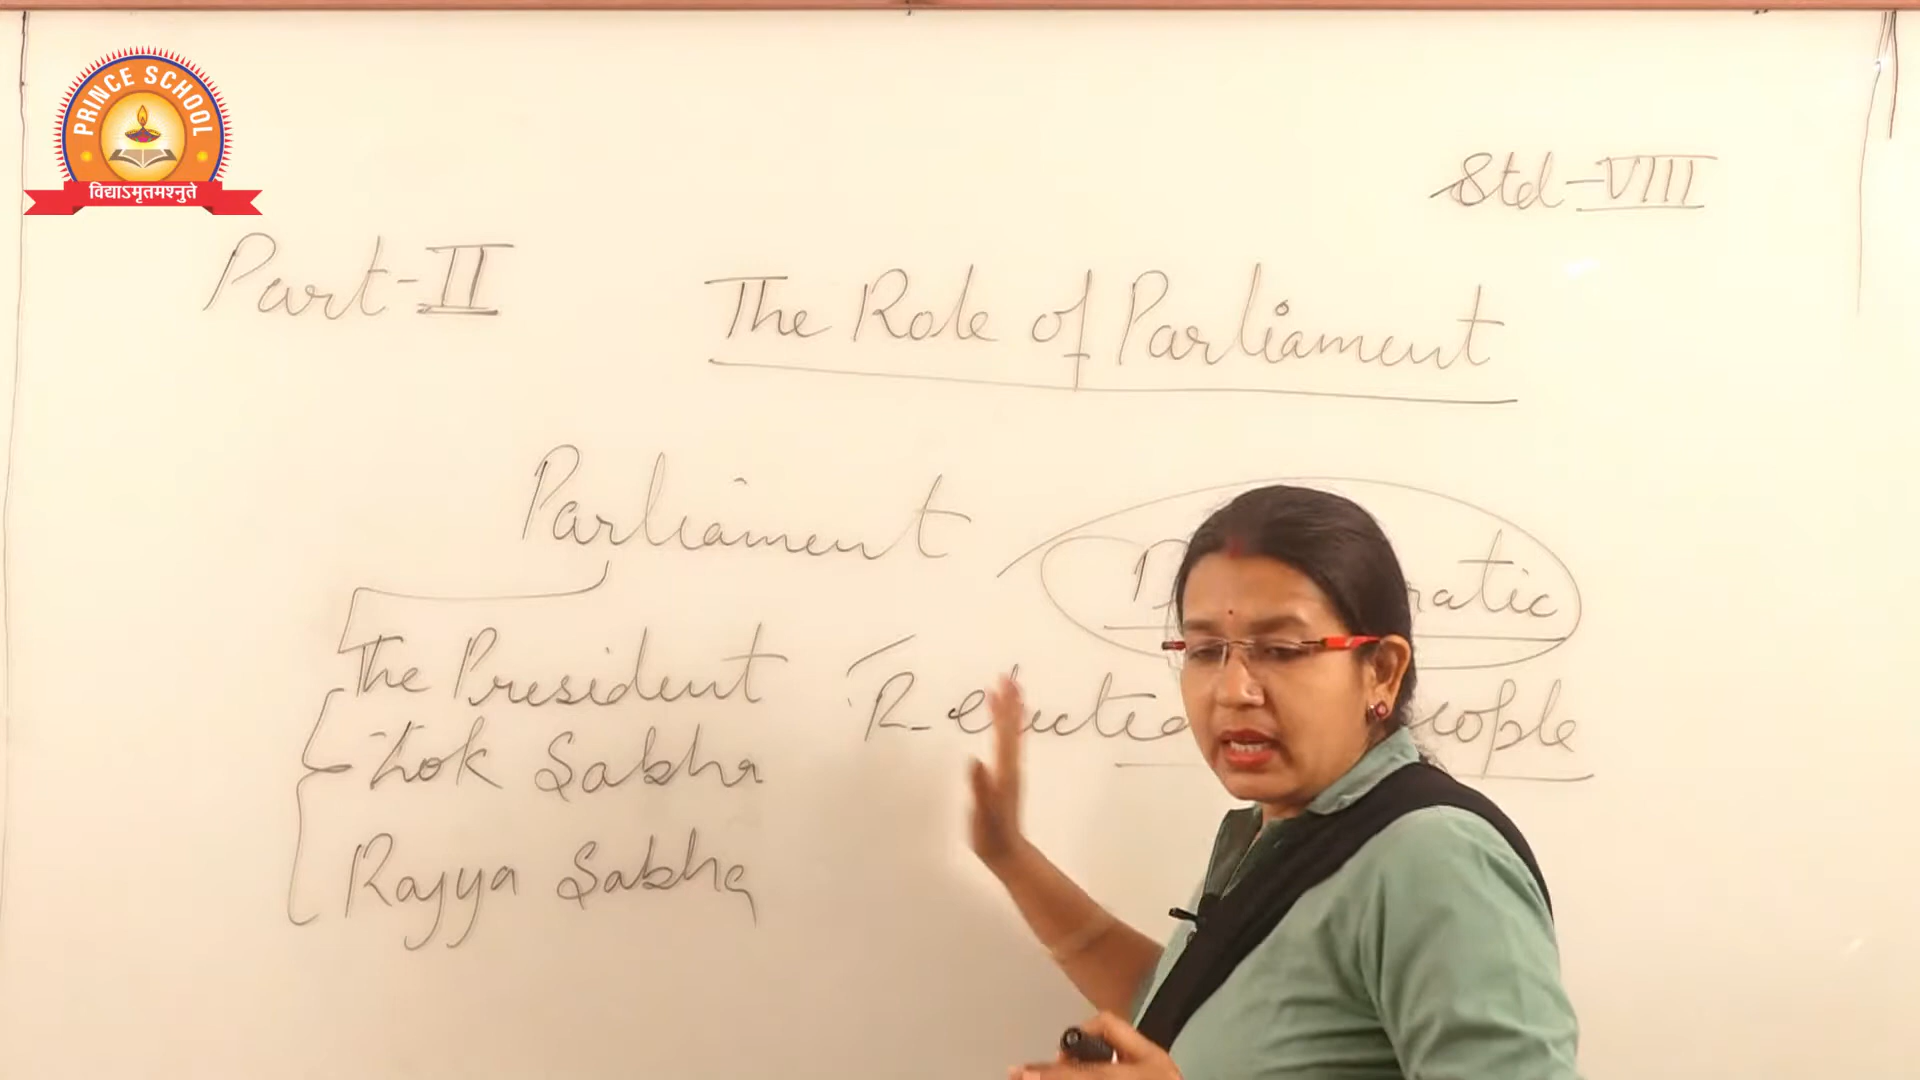 PRINCE SCHOOL
विद्याऽमृतमश्नुते
Std-VIII
Part-II
The Role of Parliament
Parliament
The President
Lok Sabha
Rajya Sabha